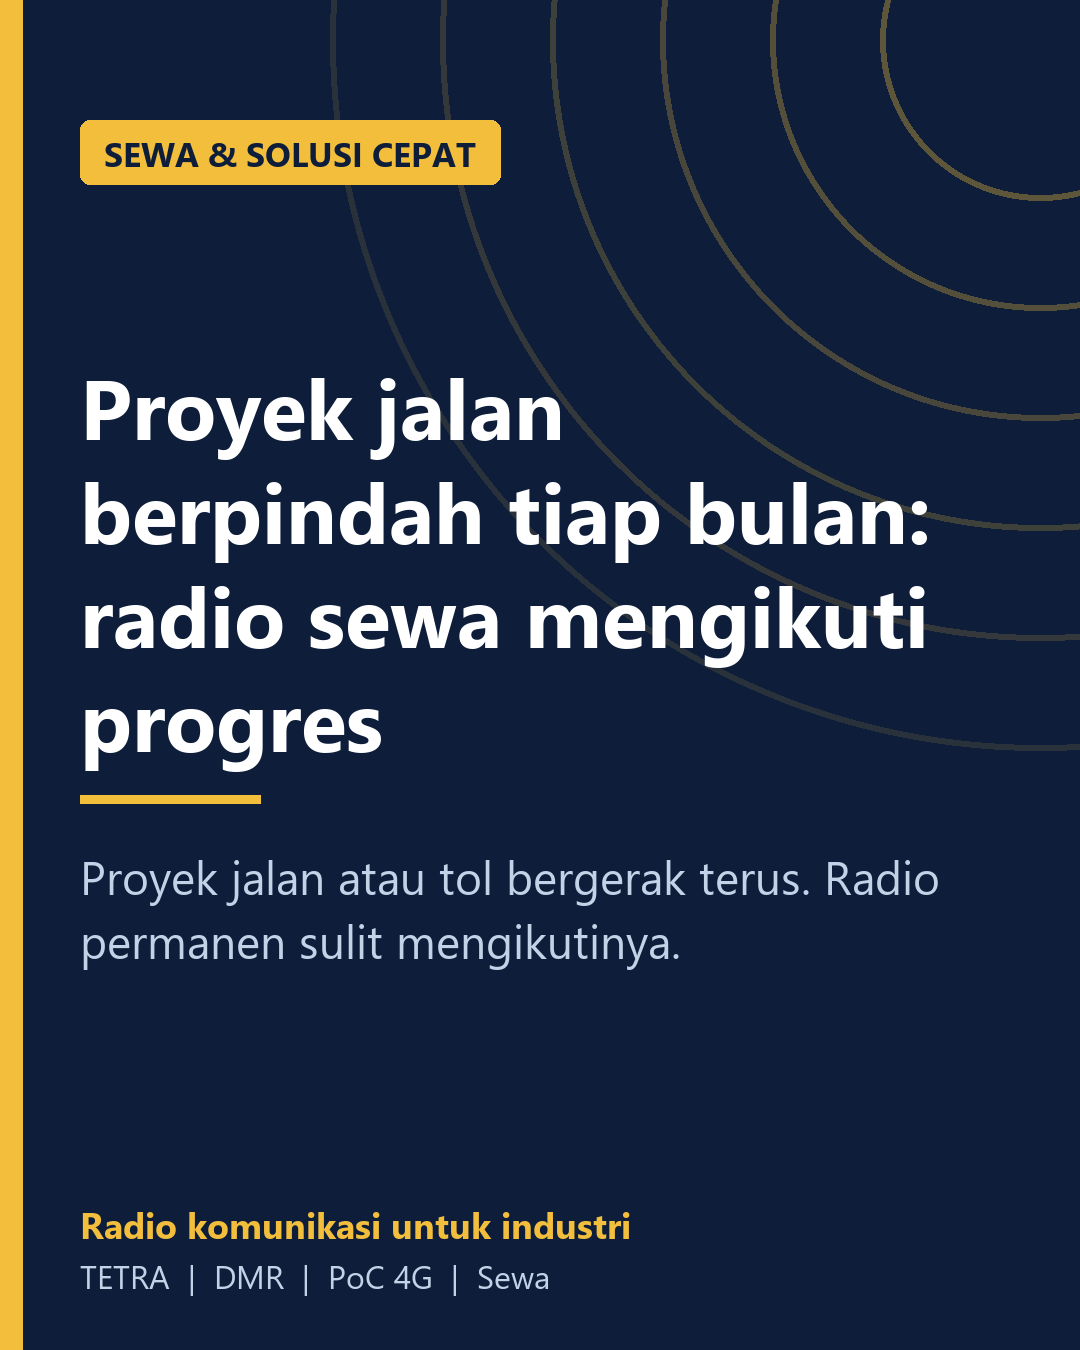 SEWA & SOLUSI CEPAT
Proyek jalan
berpindah tiap bulan:
radio sewa mengikuti
progres
Proyek jalan atau tol bergerak terus. Radio
permanen sulit mengikutinya.
Radio komunikasi untuk industri
TETRA | DMR | PoC 4G | Sewa